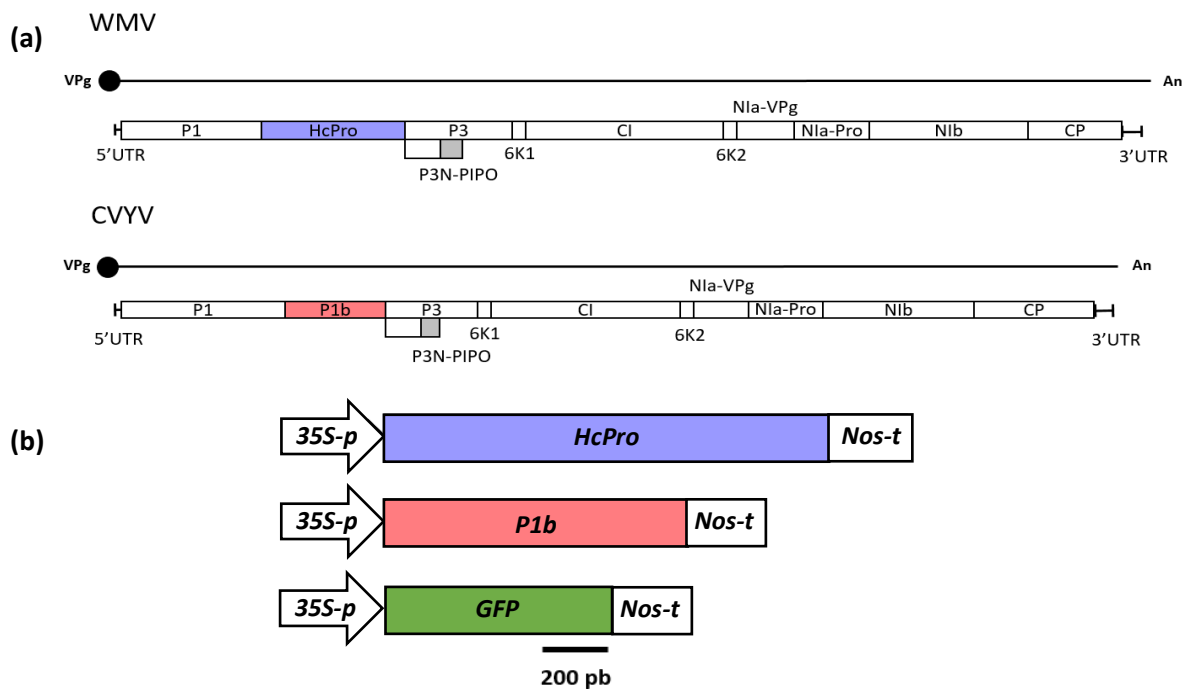 (a)
WMV
VPg
An
NIa-VPg
P1 HcPro P3 CI NIa-Pro NIb CP
5'UTR 6K1 6K2 3'UTR
P3N-PIPO
CVYV
VPg
An
NIa-VPg
P1 P1b P3 CI NIa-Pro NIb CP
5'UTR 6K1 6K2 3'UTR
P3N-PIPO
(b)
35S-p HcPro Nos-t
35S-p P1b Nos-t
35S-p GFP Nos-t
200 pb